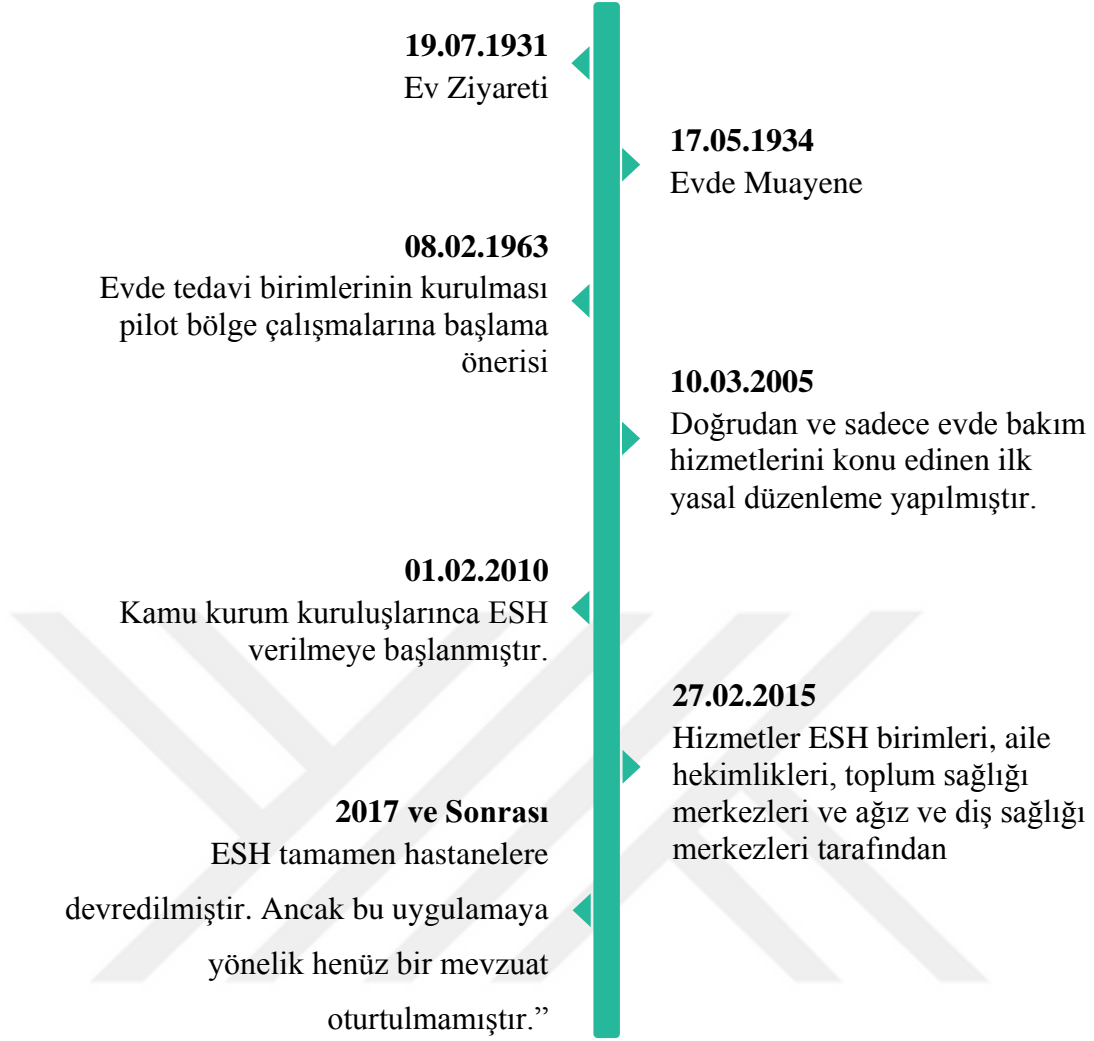 19.07.1931
Ev Ziyareti
17.05.1934
Evde Muayene
08.02.1963
Evde tedavi birimlerinin kurulması
pilot bölge çalışmalarına başlama
önerisi
10.03.2005
Doğrudan ve sadece evde bakım
hizmetlerini konu edinen ilk
yasal düzenleme yapılmıştır.
01.02.2010
Kamu kurum kuruluşlarınca ESH
verilmeye başlanmıştır.
27.02.2015
Hizmetler ESH birimleri, aile
hekimlikleri, toplum sağlığı
merkezleri ve ağız ve diş sağlığı
merkezleri tarafından
2017 ve Sonrası
ESH tamamen hastanelere
devredilmiştir. Ancak bu uygulamaya
yönelik henüz bir mevzuat
oturtulmamıştır.”